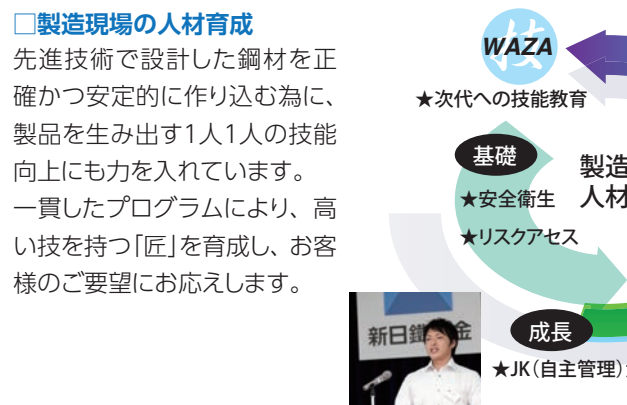 □製造現場の人材育成
先進技術で設計した鋼材を正
確かつ安定的に作り込む為に、
製品を生み出す1人1人の技能
向上にも力を入れています。
一貫したプログラムにより、高
い技を持つ「匠」を育成し、お客
様のご要望にお応えします。
技
WAZA
★次代への技能教育
基礎
製造
★安全衛生
人材
★リスクアセス
新日鐵 金
成長
★JK(自主管理)